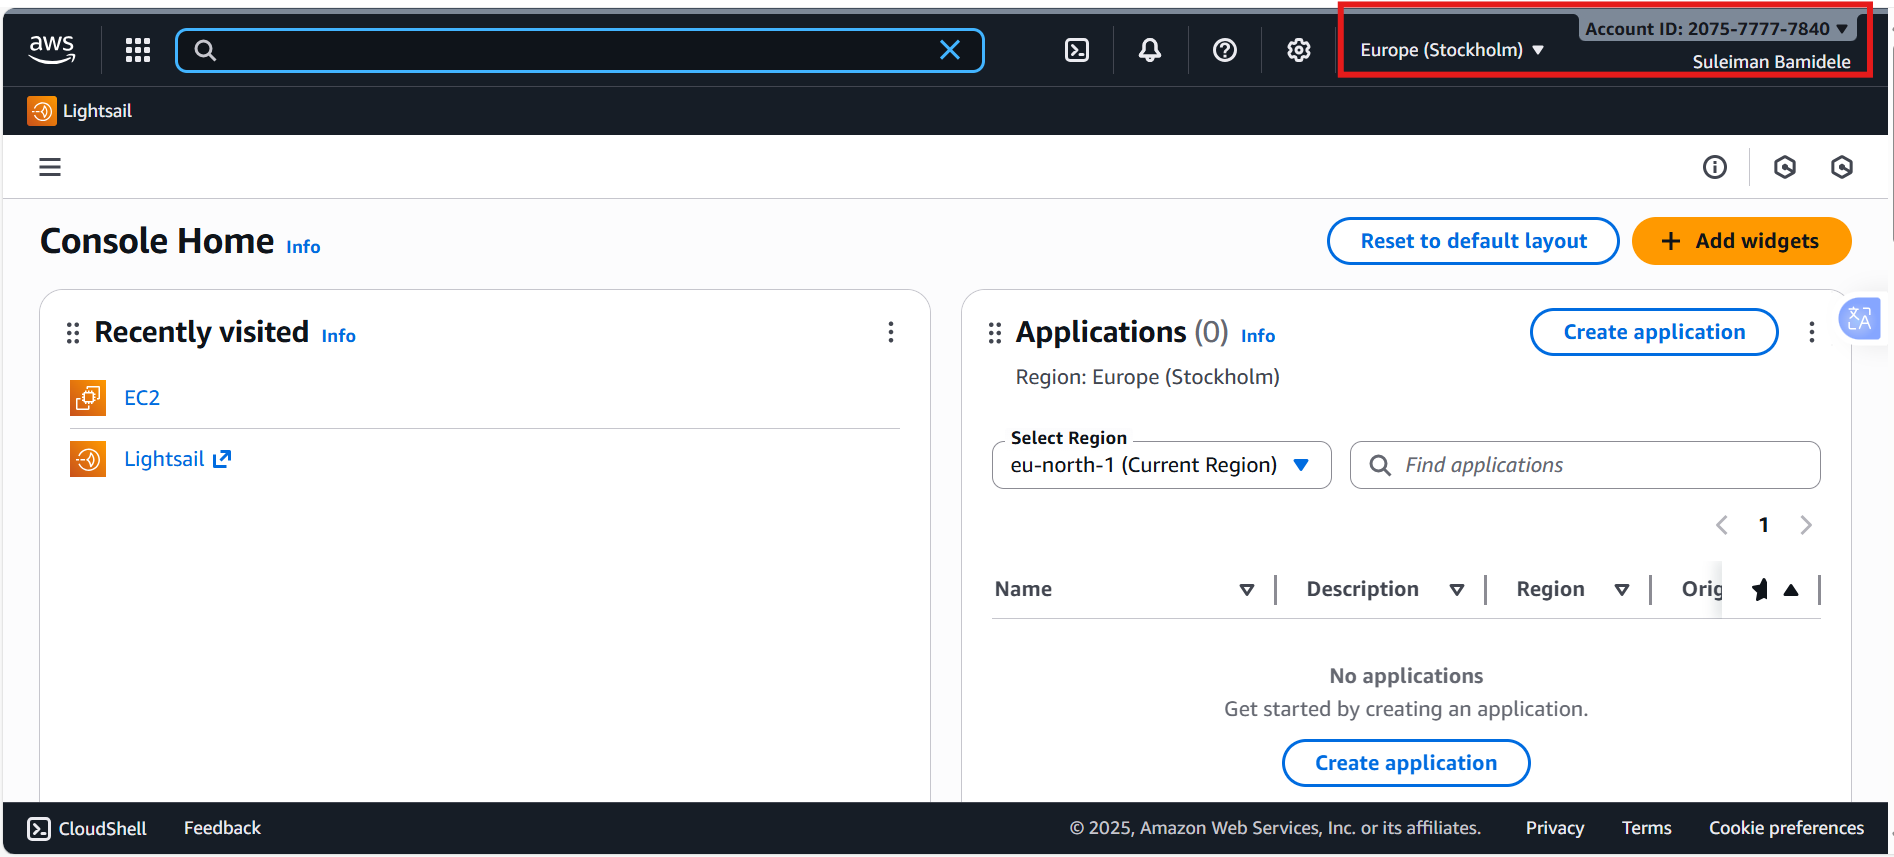 aws
Europe (Stockholm)
Account ID: 2075-7777-7840
Suleiman Bamidele
Lightsail
Console Home Info
Reset to default layout
Add widgets
Recently visited Info
EC2
Lightsail
Applications (0) Info
Create application
Region: Europe (Stockholm)
Select Region
eu-north-1 (Current Region)
Find applications
1
Name
Description
Region
Orig
No applications
Get started by creating an application.
Create application
CloudShell
Feedback
© 2025, Amazon Web Services, Inc. or its affiliates.
Privacy
Terms
Cookie preferences